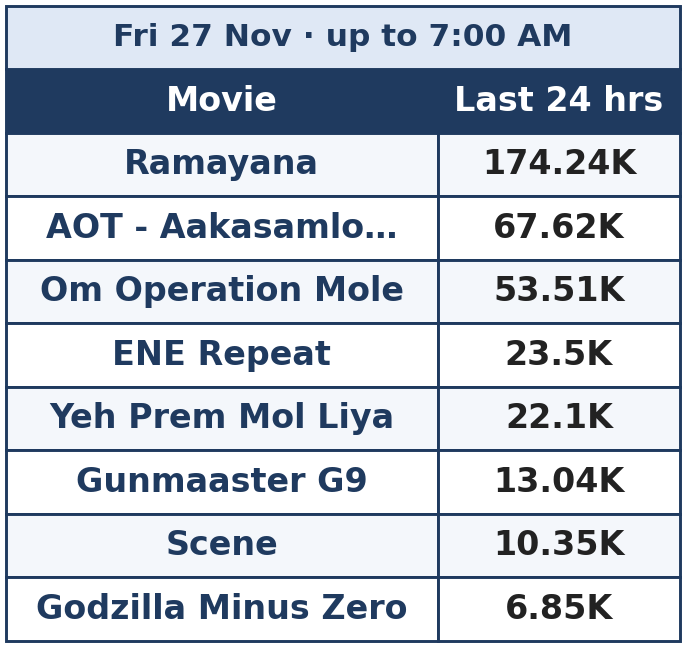 Fri 27 Nov · up to 7:00 AM
Movie Last 24 hrs
Ramayana 174.24K
AOT - Aakasamlo... 67.62K
Om Operation Mole 53.51K
ENE Repeat 23.5K
Yeh Prem Mol Liya 22.1K
Gunmaaster G9 13.04K
Scene 10.35K
Godzilla Minus Zero 6.85K